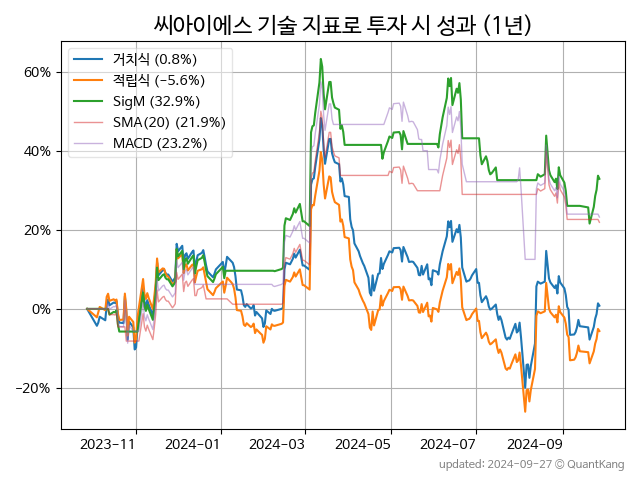 씨아이에스 기술 지표로 투자 시 성과 (1년)
거치식 (0.8%)
적립식 (−5.6%)
SigM (32.9%)
SMA(20) (21.9%)
MACD (23.2%)
60%
40%
20%
0%
−20%
2023−11
2024−01
2024−03
2024−05
2024−07
2024−09
updated: 2024−09−27 © QuantKang